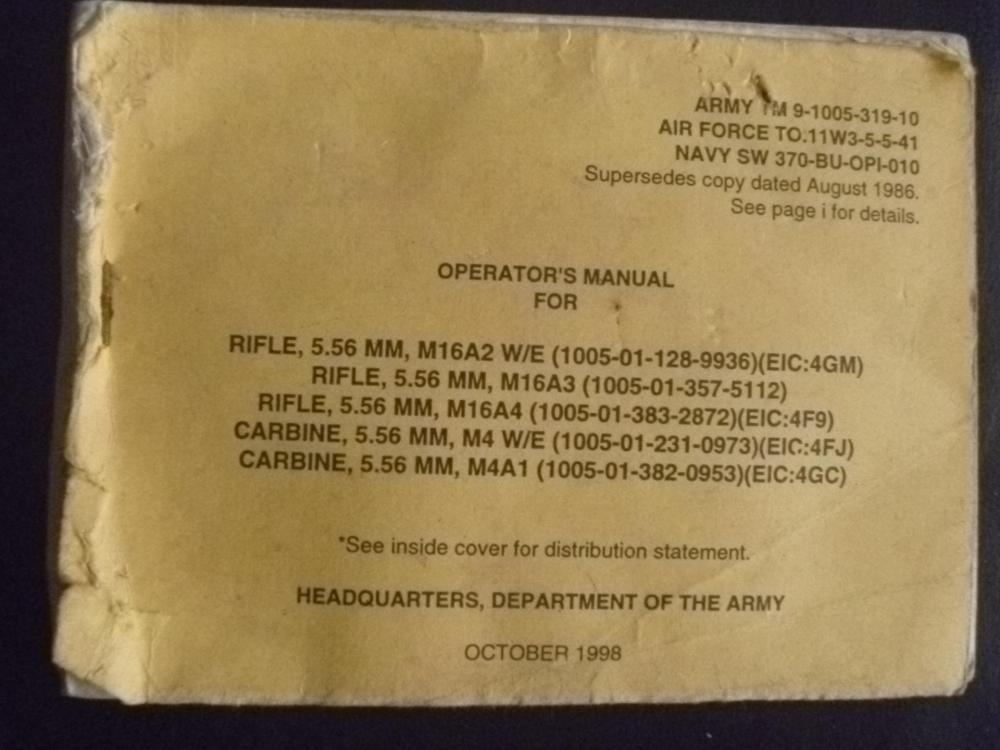 ARMY TM 9-1005-319-10
AIR FORCE TO.11W3-5-5-41
NAVY SW 370-BU-OPI-010
Supersedes copy dated August 1986.
See page i for details.
OPERATOR'S MANUAL
FOR
RIFLE, 5.56 MM, M16A2 W/E (1005-01-128-9936)(EIC:4GM)
RIFLE, 5.56 MM, M16A3 (1005-01-357-5112)
RIFLE, 5.56 MM, M16A4 (1005-01-383-2872)(EIC:4F9)
CARBINE, 5.56 MM, M4 W/E (1005-01-231-0973)(EIC:4FJ)
CARBINE, 5.56 MM, M4A1 (1005-01-382-0953)(EIC:4GC)
*See inside cover for distribution statement.
HEADQUARTERS, DEPARTMENT OF THE ARMY
OCTOBER 1998